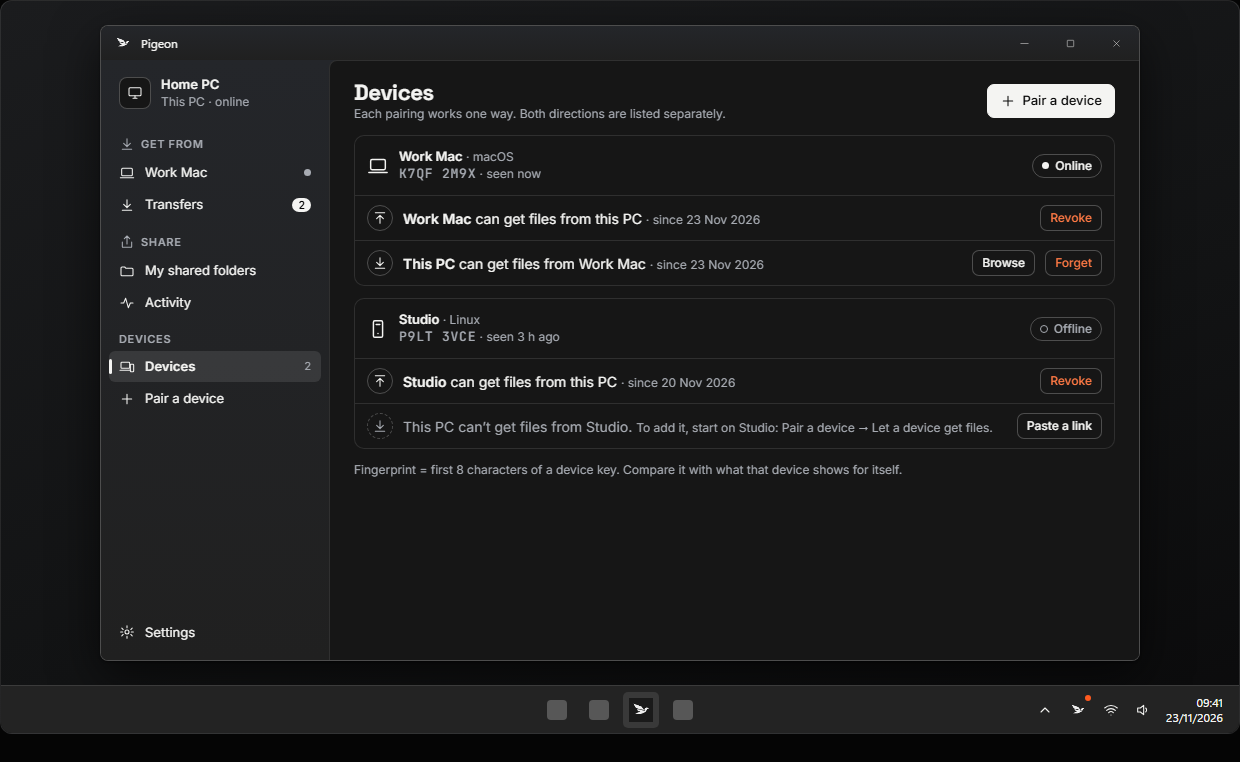 Pigeon
Home PC
This PC · online
GET FROM
Work Mac
Transfers 2
SHARE
My shared folders
Activity
DEVICES
Devices 2
Pair a device
Settings
Devices
Each pairing works one way. Both directions are listed separately.
Pair a device
Work Mac · macOS
K7QF 2M9X · seen now
Online
Work Mac can get files from this PC · since 23 Nov 2026
Revoke
This PC can get files from Work Mac · since 23 Nov 2026
Browse
Forget
Studio · Linux
P9LT 3VCE · seen 3 h ago
Offline
Studio can get files from this PC · since 20 Nov 2026
Revoke
This PC can’t get files from Studio. To add it, start on Studio: Pair a device → Let a device get files.
Paste a link
Fingerprint = first 8 characters of a device key. Compare it with what that device shows for itself.
09:41
23/11/2026